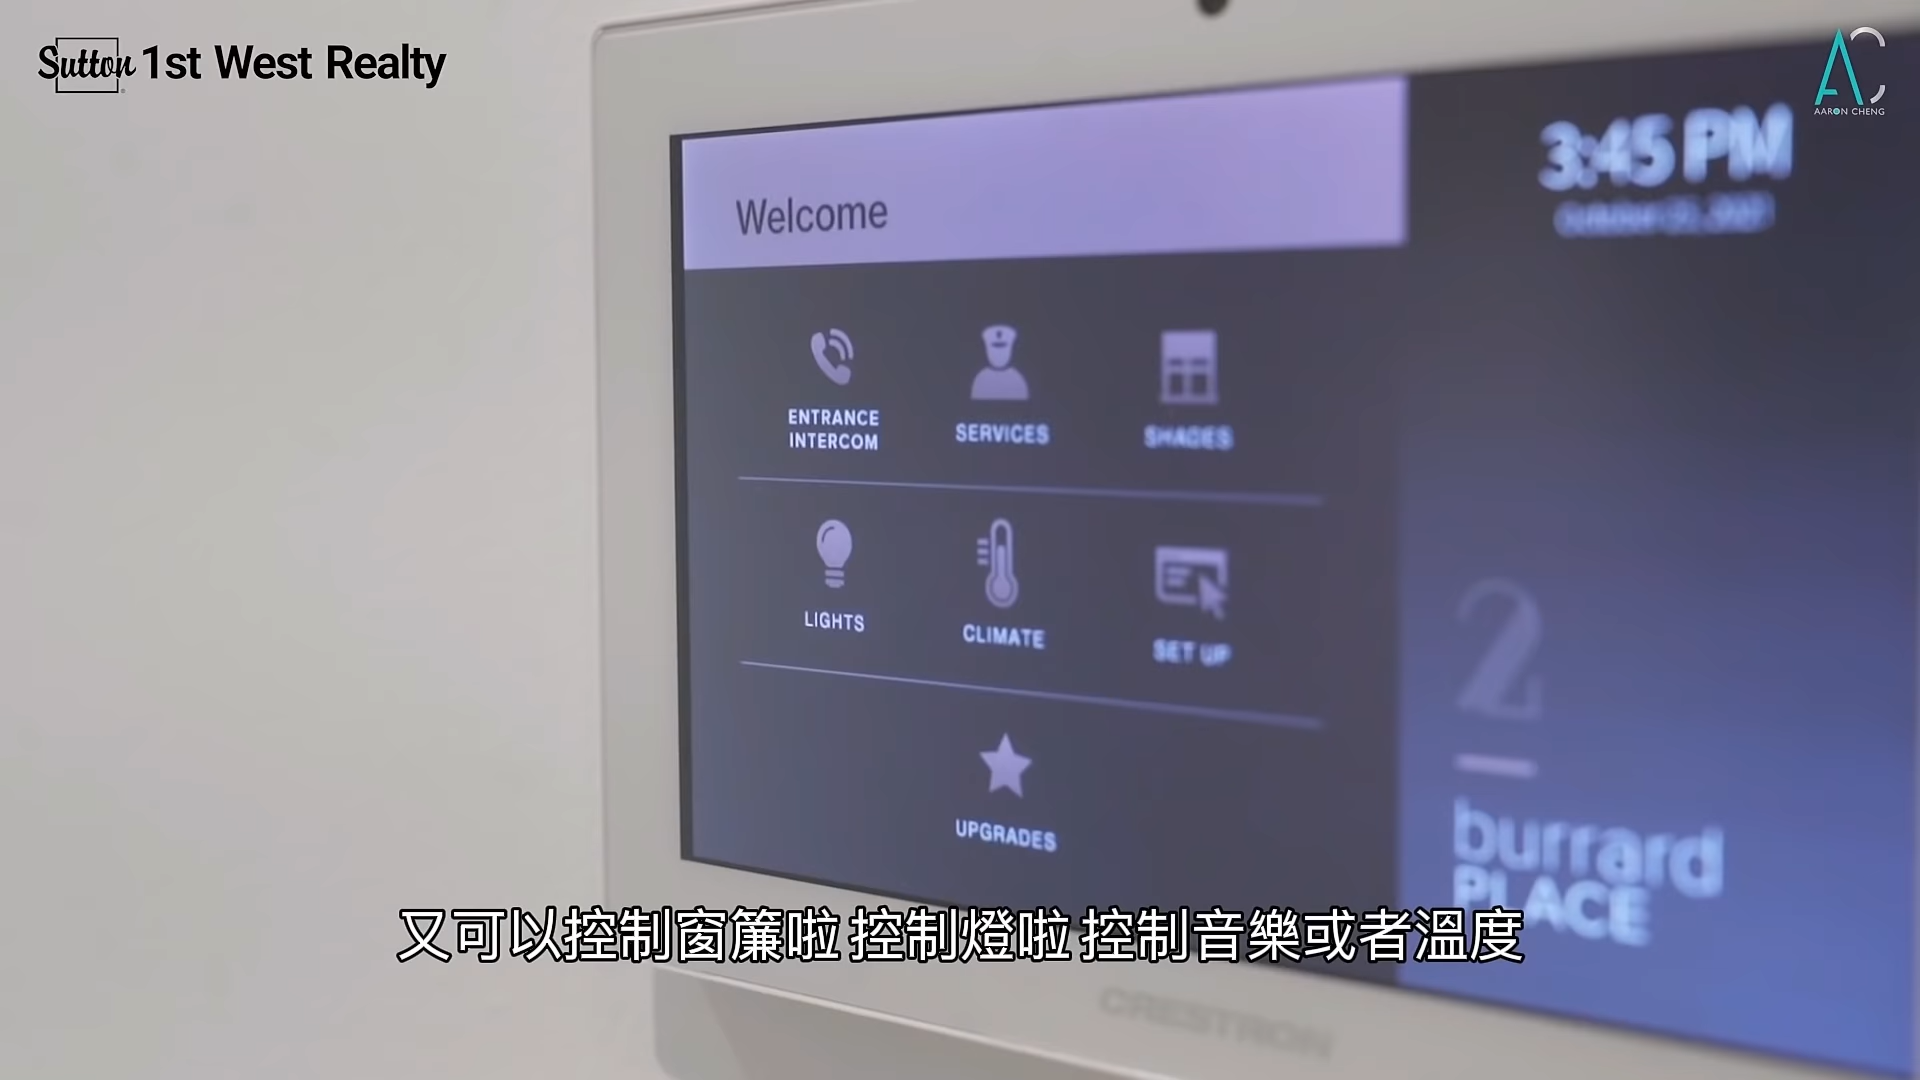 Sutton 1st West Realty
AC
AARON CHENG
3:45 PM
Welcome
ENTRANCE
INTERCOM
SERVICES
SHADES
LIGHTS
CLIMATE
SET UP
UPGRADES
2
burrard
PLACE
又可以控制窗簾啦 控制燈啦 控制音樂或者溫度
CRESTRON